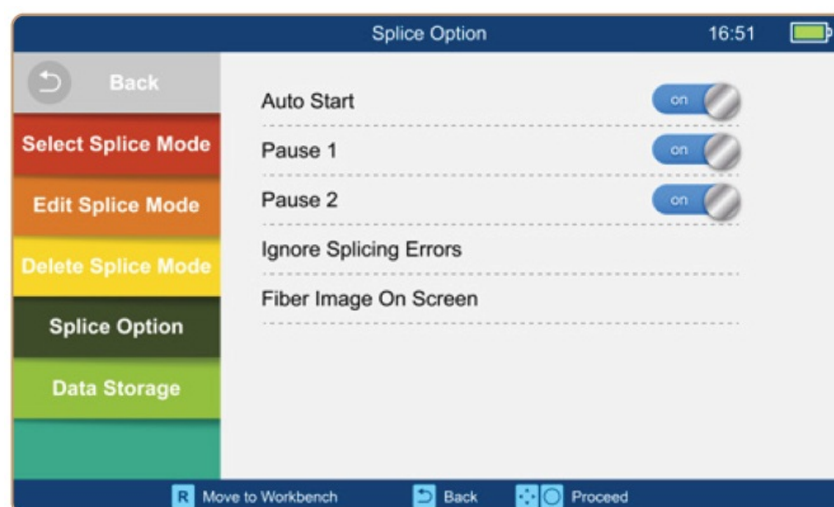 Splice Option 16:51
Back
Select Splice Mode
Edit Splice Mode
Delete Splice Mode
Splice Option
Data Storage
Auto Start on
Pause 1 on
Pause 2 on
Ignore Splicing Errors
Fiber Image On Screen
R Move to Workbench Back Proceed